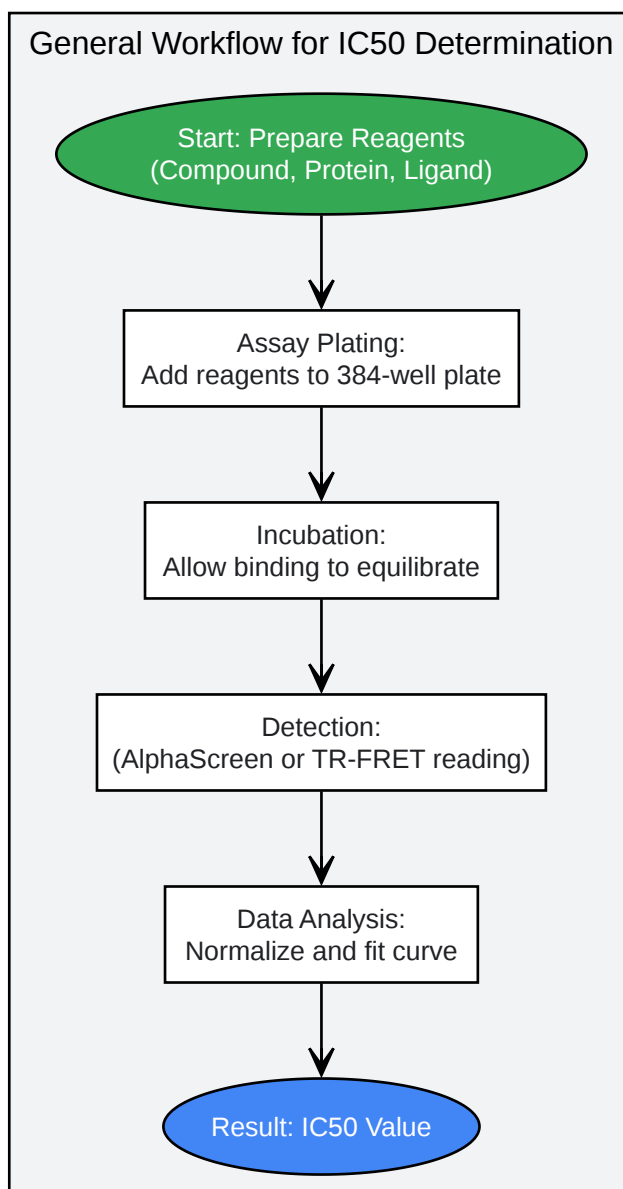 General Workflow for IC50 Determination
Start: Prepare Reagents
(Compound, Protein, Ligand)
Assay Plating:
Add reagents to 384-well plate
Incubation:
Allow binding to equilibrate
Detection:
(AlphaScreen or TR-FRET reading)
Data Analysis:
Normalize and fit curve
Result: IC50 Value